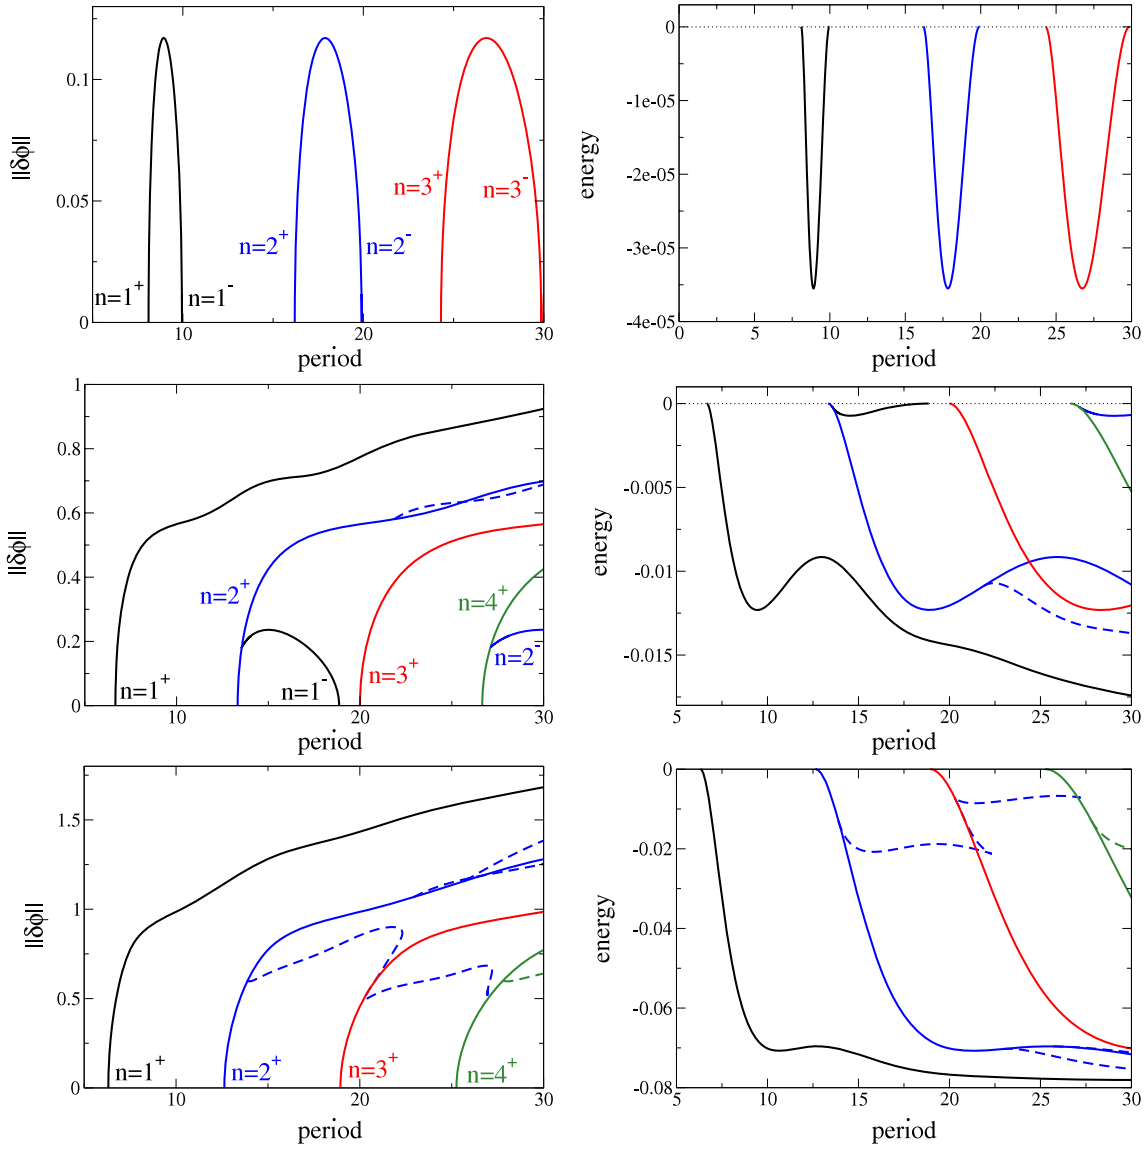 ||δϕ||
0.1
0.05
0
n=1⁺
n=1⁻
n=2⁺
n=2⁻
n=3⁺
n=3⁻
10
20
30
period
energy
0
-1e-05
-2e-05
-3e-05
-4e-05
0
5
10
15
20
25
30
period
||δϕ||
1
0.8
0.6
0.4
0.2
0
n=1⁺
n=2⁺
n=1⁻
n=3⁺
n=4⁺
n=2⁻
10
20
30
period
energy
0
-0.005
-0.01
-0.015
5
10
15
20
25
30
period
||δϕ||
1.5
1
0.5
0
n=1⁺
n=2⁺
n=3⁺
n=4⁺
10
20
30
period
energy
0
-0.02
-0.04
-0.06
-0.08
5
10
15
20
25
30
period